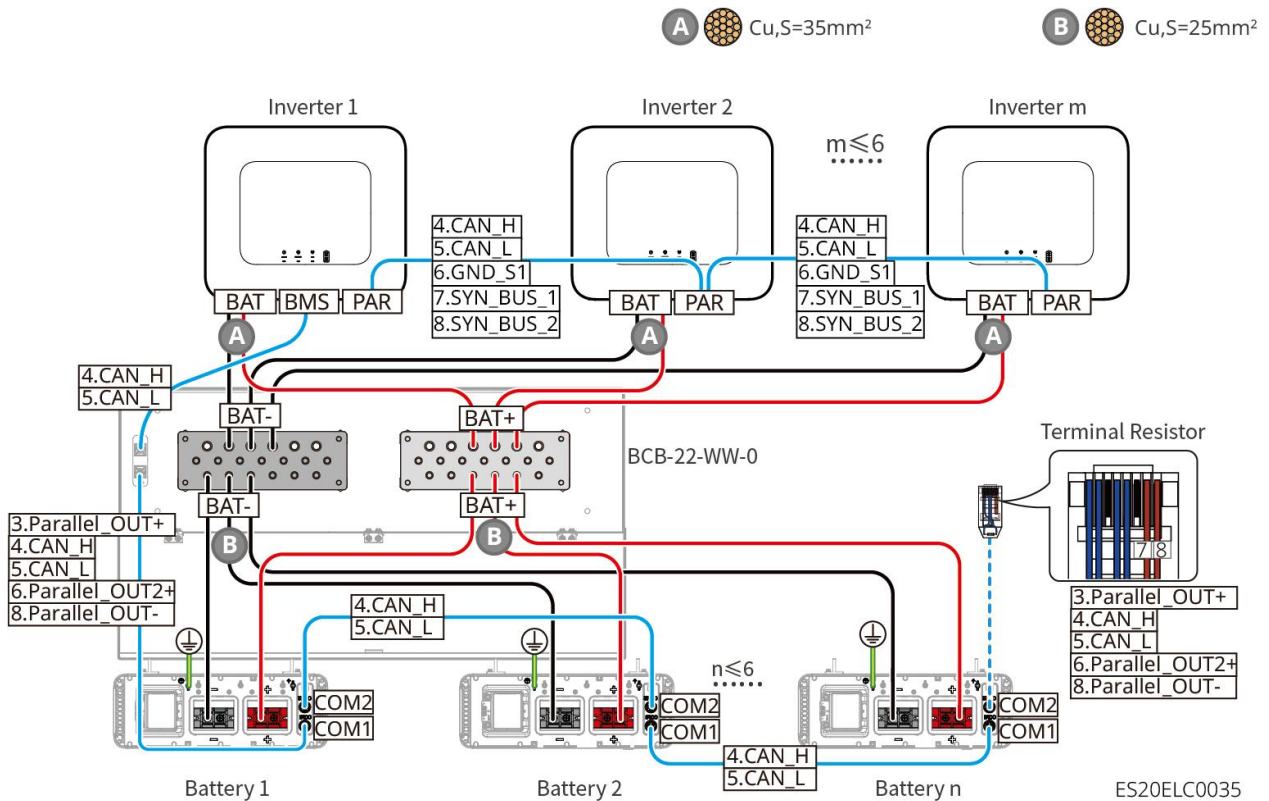 A Cu,S=35mm²
B Cu,S=25mm²
Inverter 1
Inverter 2
Inverter m
m≤6
4.CAN_H
5.CAN_L
6.GND_S1
7.SYN_BUS_1
8.SYN_BUS_2
4.CAN_H
5.CAN_L
6.GND_S1
7.SYN_BUS_1
8.SYN_BUS_2
BAT
BMS
PAR
BAT
PAR
BAT
PAR
A
A
A
4.CAN_H
5.CAN_L
BAT-
BAT+
BCB-22-WW-0
Terminal Resistor
BAT-
BAT+
B
B
7 8
3.Parallel_OUT+
4.CAN_H
5.CAN_L
6.Parallel_OUT2+
8.Parallel_OUT-
3.Parallel_OUT+
4.CAN_H
5.CAN_L
6.Parallel_OUT2+
8.Parallel_OUT-
4.CAN_H
5.CAN_L
n≤6
- +
+
COM2
COM1
- +
+
COM2
COM1
- +
+
COM2
COM1
4.CAN_H
5.CAN_L
Battery 1
Battery 2
Battery n
ES20ELC0035